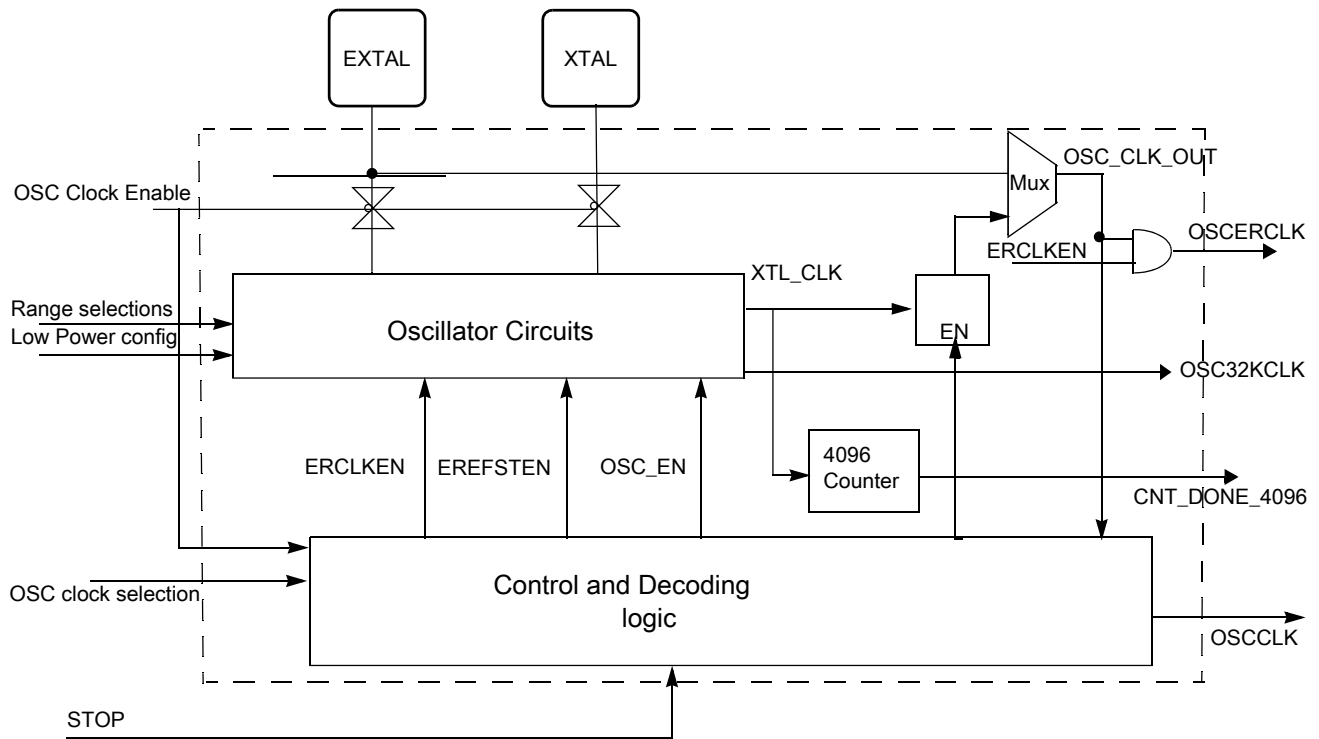 EXTAL
XTAL
OSC_CLK_OUT
Mux
OSC Clock Enable
OSCERCLK
ERCLKEN
XTL_CLK
Range selections
Low Power config
Oscillator Circuits
EN
OSC32KCLK
ERCLKEN
EREFSTEN
OSC_EN
4096
Counter
CNT_DONE_4096
OSC clock selection
Control and Decoding
logic
OSCCLK
STOP